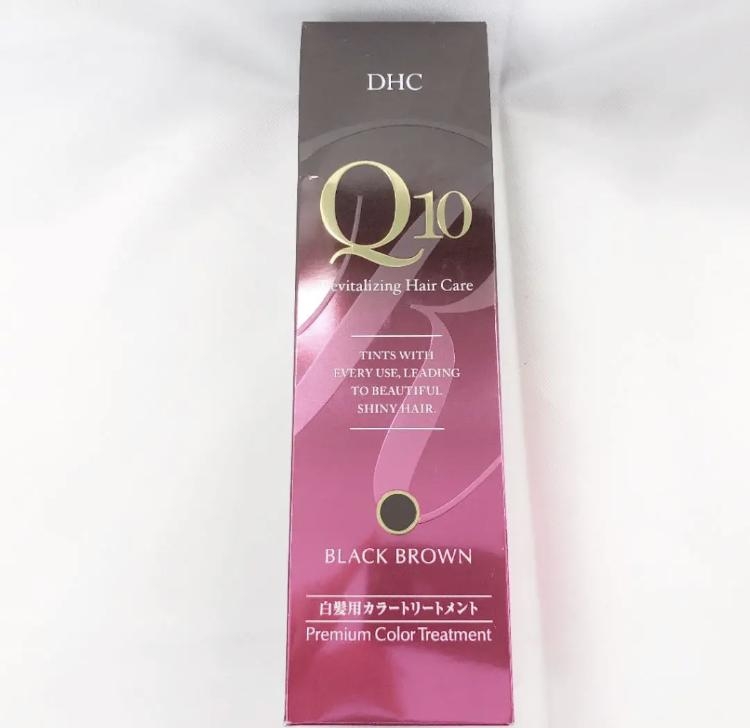 DHC
Q10
Revitalizing Hair Care
TINTS WITH
EVERY USE, LEADING
TO BEAUTIFUL
SHINY HAIR.
BLACK BROWN
白髪用カラートリートメント
Premium Color Treatment